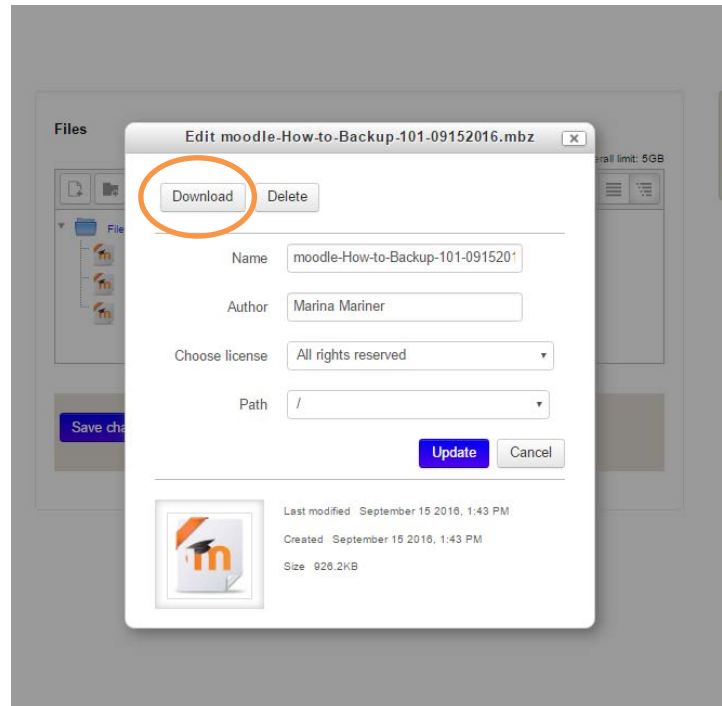 Files
Edit moodle-How-to-Backup-101-09152016.mbz
rall limit: 5GB
Download Delete
File
Name moodle-How-to-Backup-101-0915201
Author Marina Mariner
Choose license All rights reserved
Path /
Save cha
Update Cancel
Last modified September 15 2016, 1:43 PM
Created September 15 2016, 1:43 PM
Size 926.2KB
m